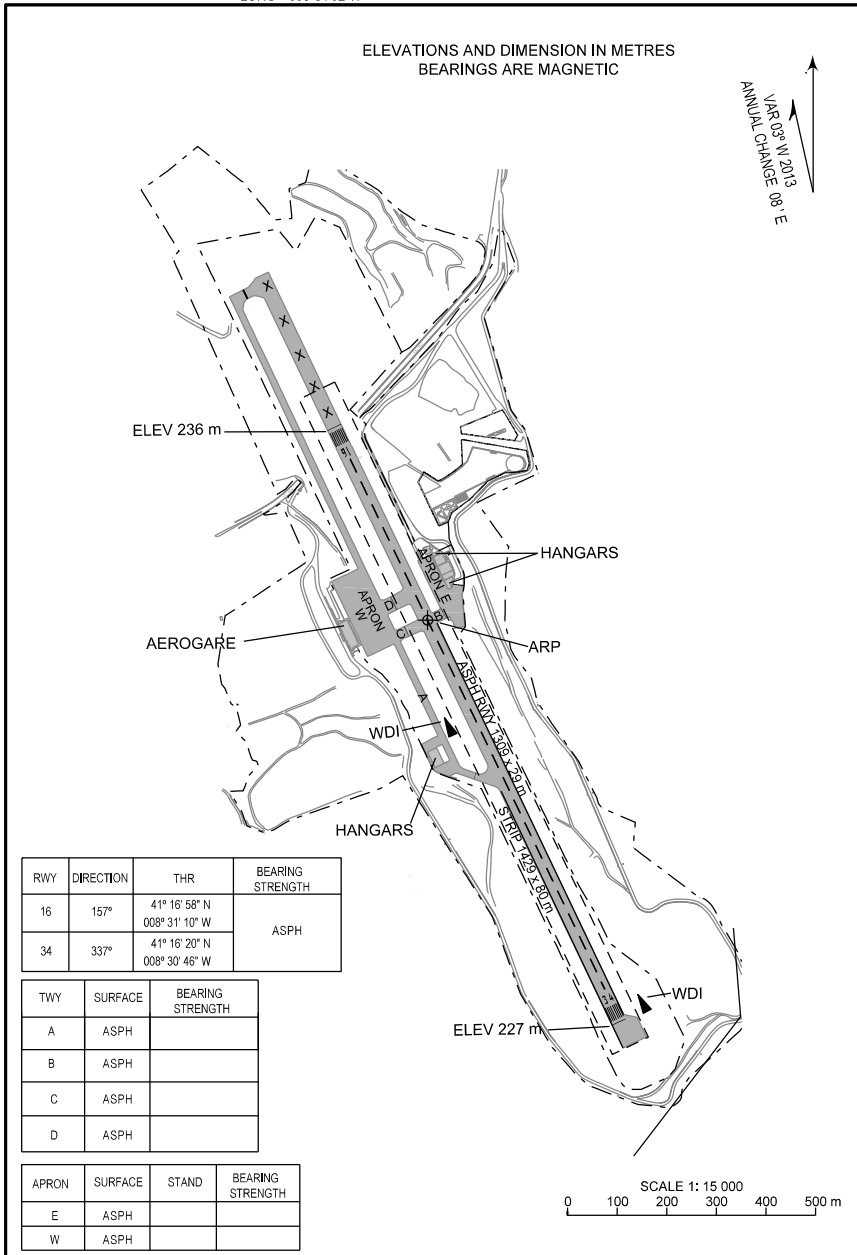 ELEVATIONS AND DIMENSION IN METRES
BEARINGS ARE MAGNETIC
VAR 03º W 2013
ANNUAL CHANGE 08' E
X
X
X
X
X
ELEV 236 m
HANGARS
APRON E
APRON
W
D
B
C
AEROGARE
ARP
A
ASPH RWY 1309 x 29 m
WDI
HANGARS
STRIP 1429 x 80 m
RWY DIRECTION THR BEARING
STRENGTH
16 157º 41º 16' 58" N
008º 31' 10" W
ASPH
34 337º 41º 16' 20" N
008º 30' 46" W
TWY SURFACE BEARING
STRENGTH
A ASPH
B ASPH
C ASPH
D ASPH
34
WDI
ELEV 227 m
APRON SURFACE STAND BEARING
STRENGTH
E ASPH
W ASPH
SCALE 1: 15 000
0 100 200 300 400 500 m